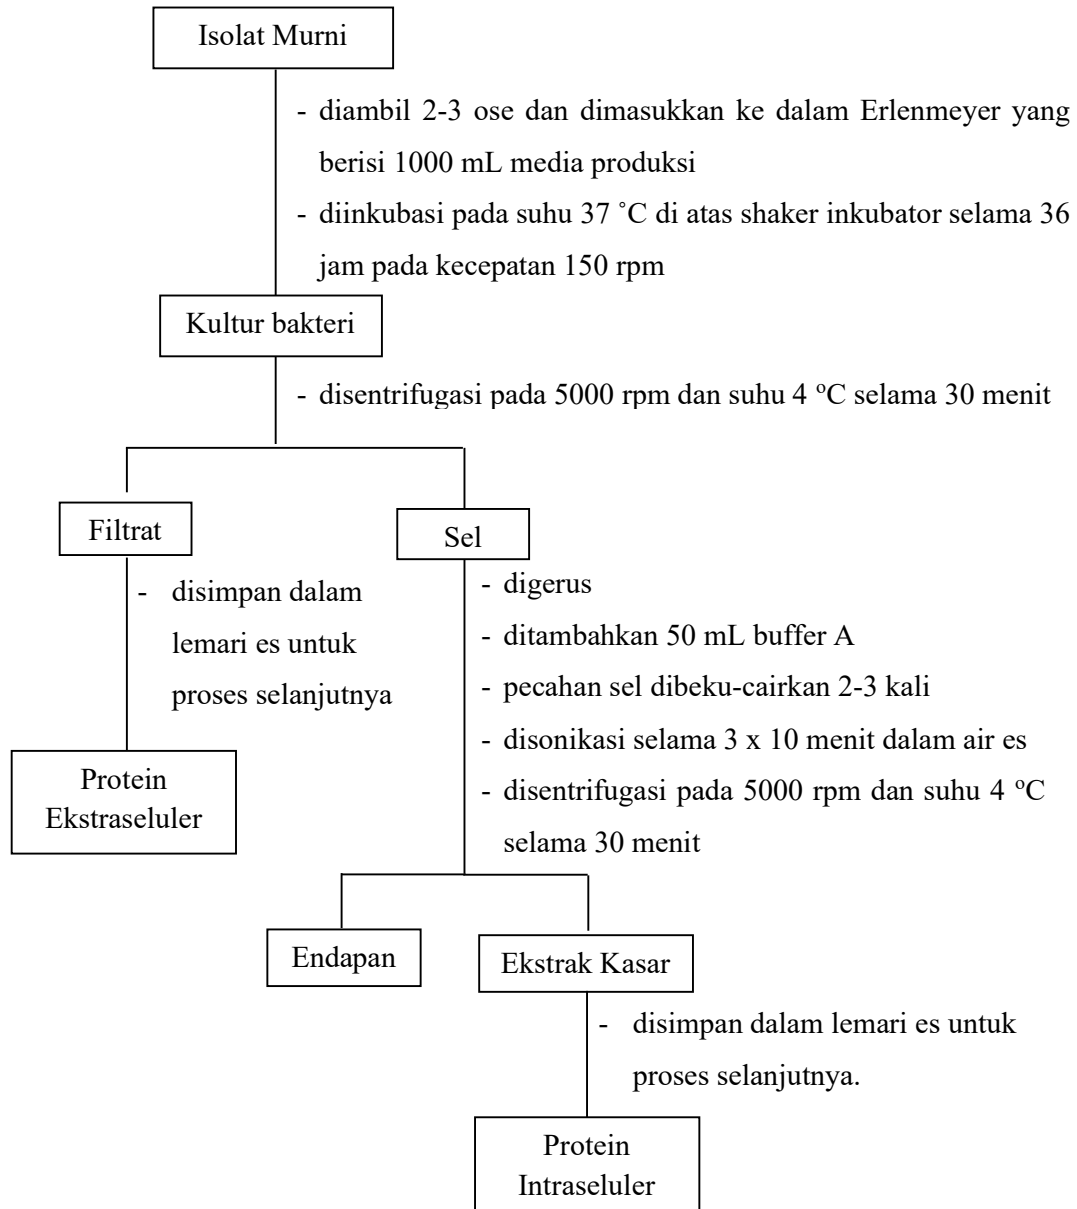 Isolat Murni
- diambil 2-3 ose dan dimasukkan ke dalam Erlenmeyer yang
berisi 1000 mL media produksi
- diinkubasi pada suhu 37 ˚C di atas shaker inkubator selama 36
jam pada kecepatan 150 rpm
Kultur bakteri
- disentrifugasi pada 5000 rpm dan suhu 4 ºC selama 30 menit
Filtrat
- disimpan dalam
lemari es untuk
proses selanjutnya
Protein
Ekstraseluler
Sel
- digerus
- ditambahkan 50 mL buffer A
- pecahan sel dibeku-cairkan 2-3 kali
- disonikasi selama 3 x 10 menit dalam air es
- disentrifugasi pada 5000 rpm dan suhu 4 ºC
selama 30 menit
Endapan
Ekstrak Kasar
- disimpan dalam lemari es untuk
proses selanjutnya.
Protein
Intraseluler